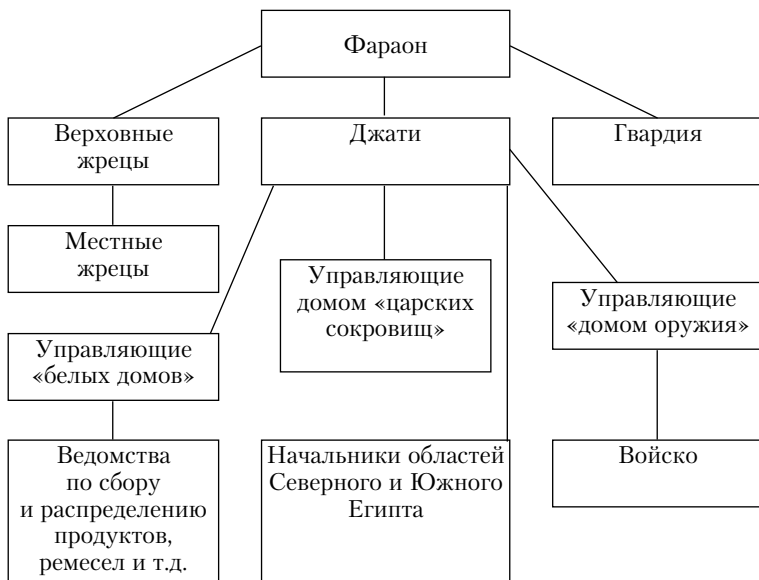 Фараон
Верховные
жрецы
Джати
Гвардия
Местные
жрецы
Управляющие
домом «царских
сокровищ»
Управляющие
«домом оружия»
Управляющие
«белых домов»
Ведомства
по сбору
и распределению
продуктов,
ремесел и т.д.
Начальники областей
Северного и Южного
Египта
Войско